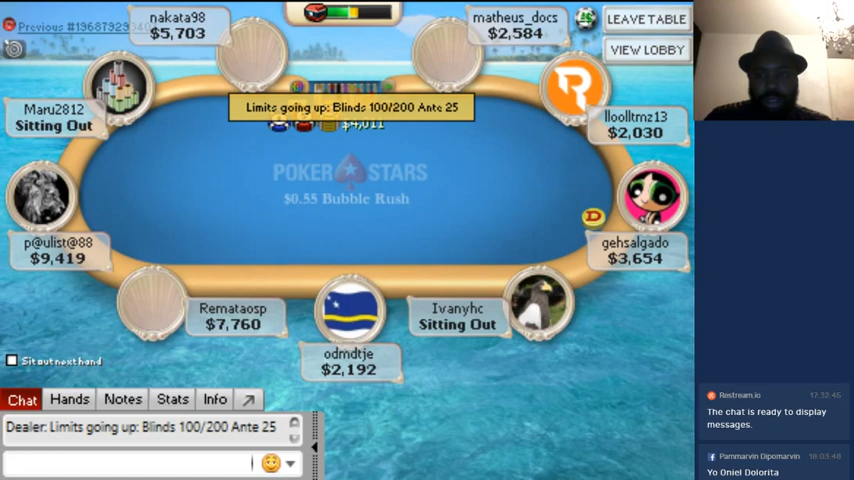 nakata98
$5,703
matheus_docs
$2,584
LEAVE TABLE
VIEW LOBBY
Maru2812
Sitting Out
Limits going up: Blinds 100/200 Ante 25
$4,011
lloolltmz13
$2,030
POKER STARS
$0.55 Bubble Rush
D
p@ulist@88
$9,419
gehsalgado
$3,654
Remataosp
$7,760
Ivanyhc
Sitting Out
odmdtje
$2,192
Sit out next hand
Chat Hands Notes Stats Info
Dealer: Limits going up: Blinds 100/200 Ante 25
Restream.io 17:32:45
The chat is ready to display
messages.
Pammarvin Dipomarvin 18:03:48
Yo Oniel Dolorita